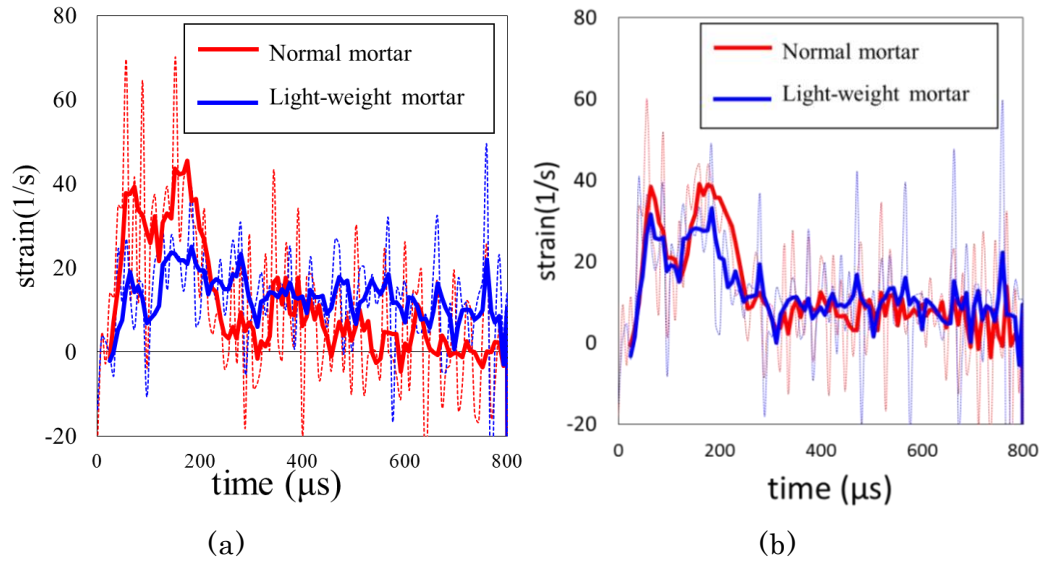 80
60
40
20
0
-20
strain(1/s)
Normal mortar
Light-weight mortar
0 200 400 600 800
time (μs)
(a)
80
60
40
20
0
-20
strain(1/s)
Normal mortar
Light-weight mortar
0 200 400 600 800
time (μs)
(b)